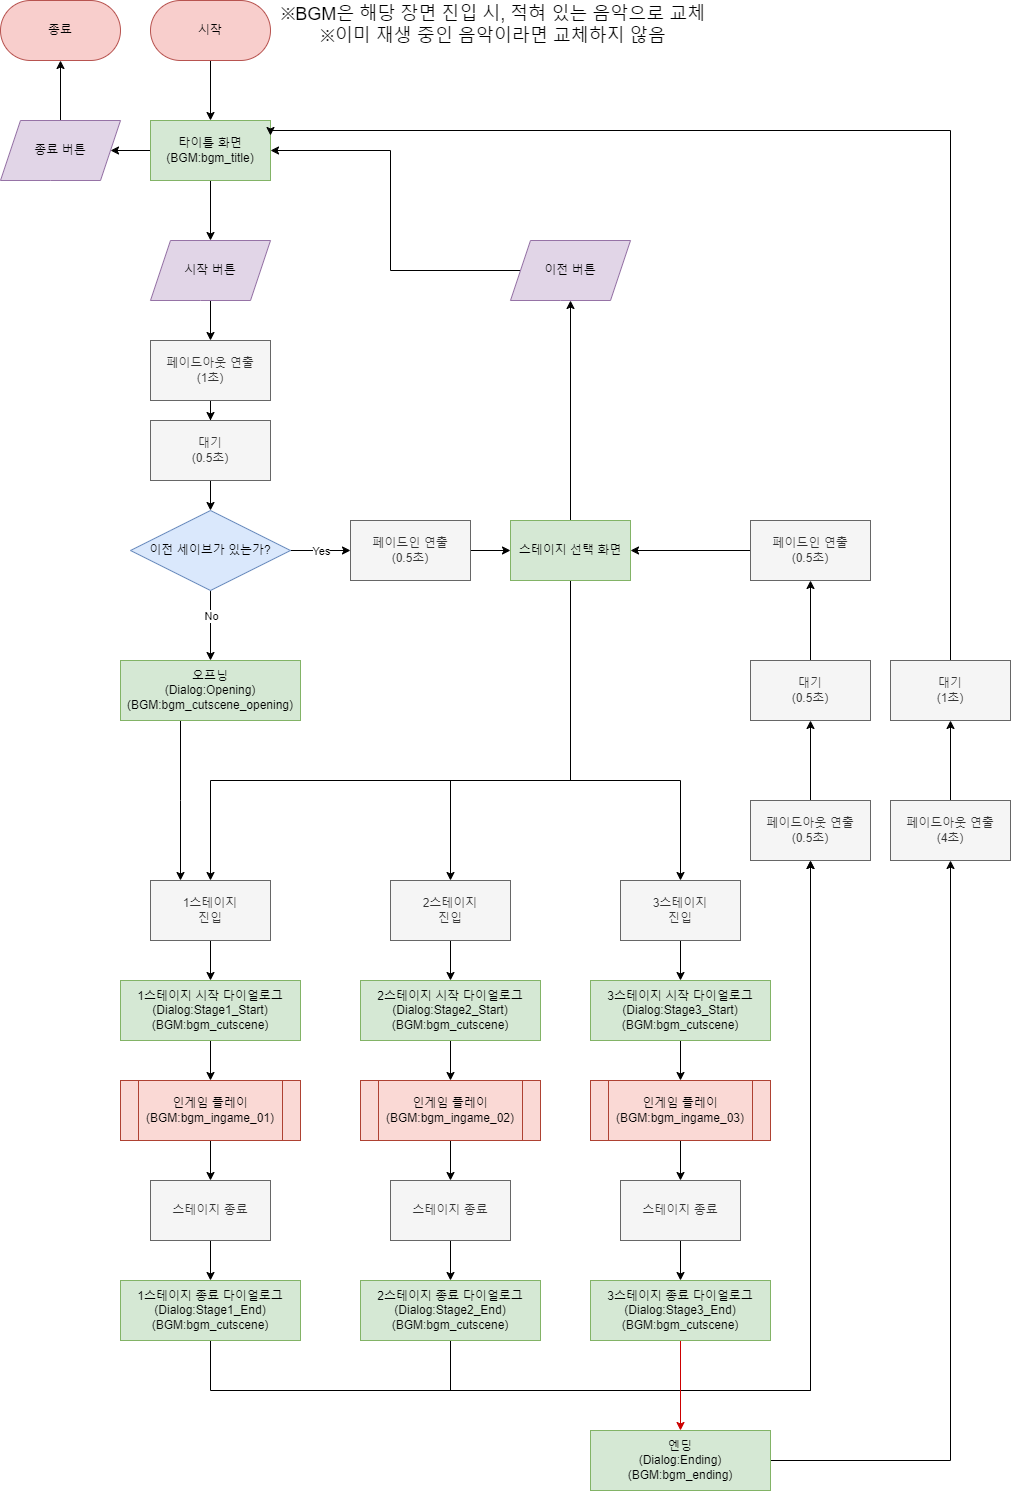 ※BGM은 해당 장면 진입 시, 적혀 있는 음악으로 교체
※이미 재생 중인 음악이라면 교체하지 않음
종료
시작
종료 버튼
타이틀 화면
(BGM:bgm_title)
시작 버튼
이전 버튼
페이드아웃 연출
(1초)
대기
(0.5초)
이전 세이브가 있는가?
Yes
페이드인 연출
(0.5초)
스테이지 선택 화면
페이드인 연출
(0.5초)
No
오프닝
(Dialog:Opening)
(BGM:bgm_cutscene_opening)
대기
(0.5초)
대기
(1초)
페이드아웃 연출
(0.5초)
페이드아웃 연출
(4초)
1스테이지
진입
2스테이지
진입
3스테이지
진입
1스테이지 시작 다이얼로그
(Dialog:Stage1_Start)
(BGM:bgm_cutscene)
2스테이지 시작 다이얼로그
(Dialog:Stage2_Start)
(BGM:bgm_cutscene)
3스테이지 시작 다이얼로그
(Dialog:Stage3_Start)
(BGM:bgm_cutscene)
인게임 플레이
(BGM:bgm_ingame_01)
인게임 플레이
(BGM:bgm_ingame_02)
인게임 플레이
(BGM:bgm_ingame_03)
스테이지 종료
스테이지 종료
스테이지 종료
1스테이지 종료 다이얼로그
(Dialog:Stage1_End)
(BGM:bgm_cutscene)
2스테이지 종료 다이얼로그
(Dialog:Stage2_End)
(BGM:bgm_cutscene)
3스테이지 종료 다이얼로그
(Dialog:Stage3_End)
(BGM:bgm_cutscene)
엔딩
(Dialog:Ending)
(BGM:bgm_ending)